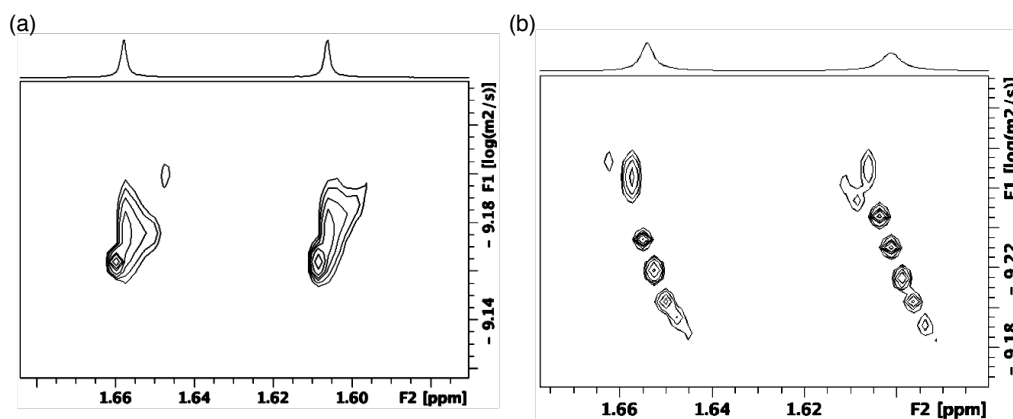 (a)
(b)
F1 [log(m2/s)]
- 9.18
- 9.14
1.66
1.64
1.62
1.60
F2 [ppm]
F1 [log(m2/s)]
- 9.22
- 9.18
1.66
1.64
1.62
F2 [ppm]